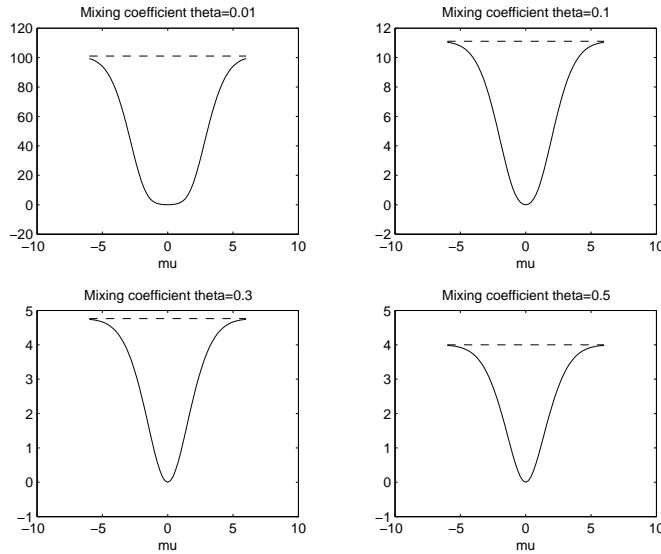 Mixing coefficient theta=0.01
120
100
80
60
40
20
0
−20
−10 −5 0 5 10
mu
Mixing coefficient theta=0.1
12
10
8
6
4
2
0
−2
−10 −5 0 5 10
mu
Mixing coefficient theta=0.3
5
4
3
2
1
0
−1
−10 −5 0 5 10
mu
Mixing coefficient theta=0.5
5
4
3
2
1
0
−1
−10 −5 0 5 10
mu